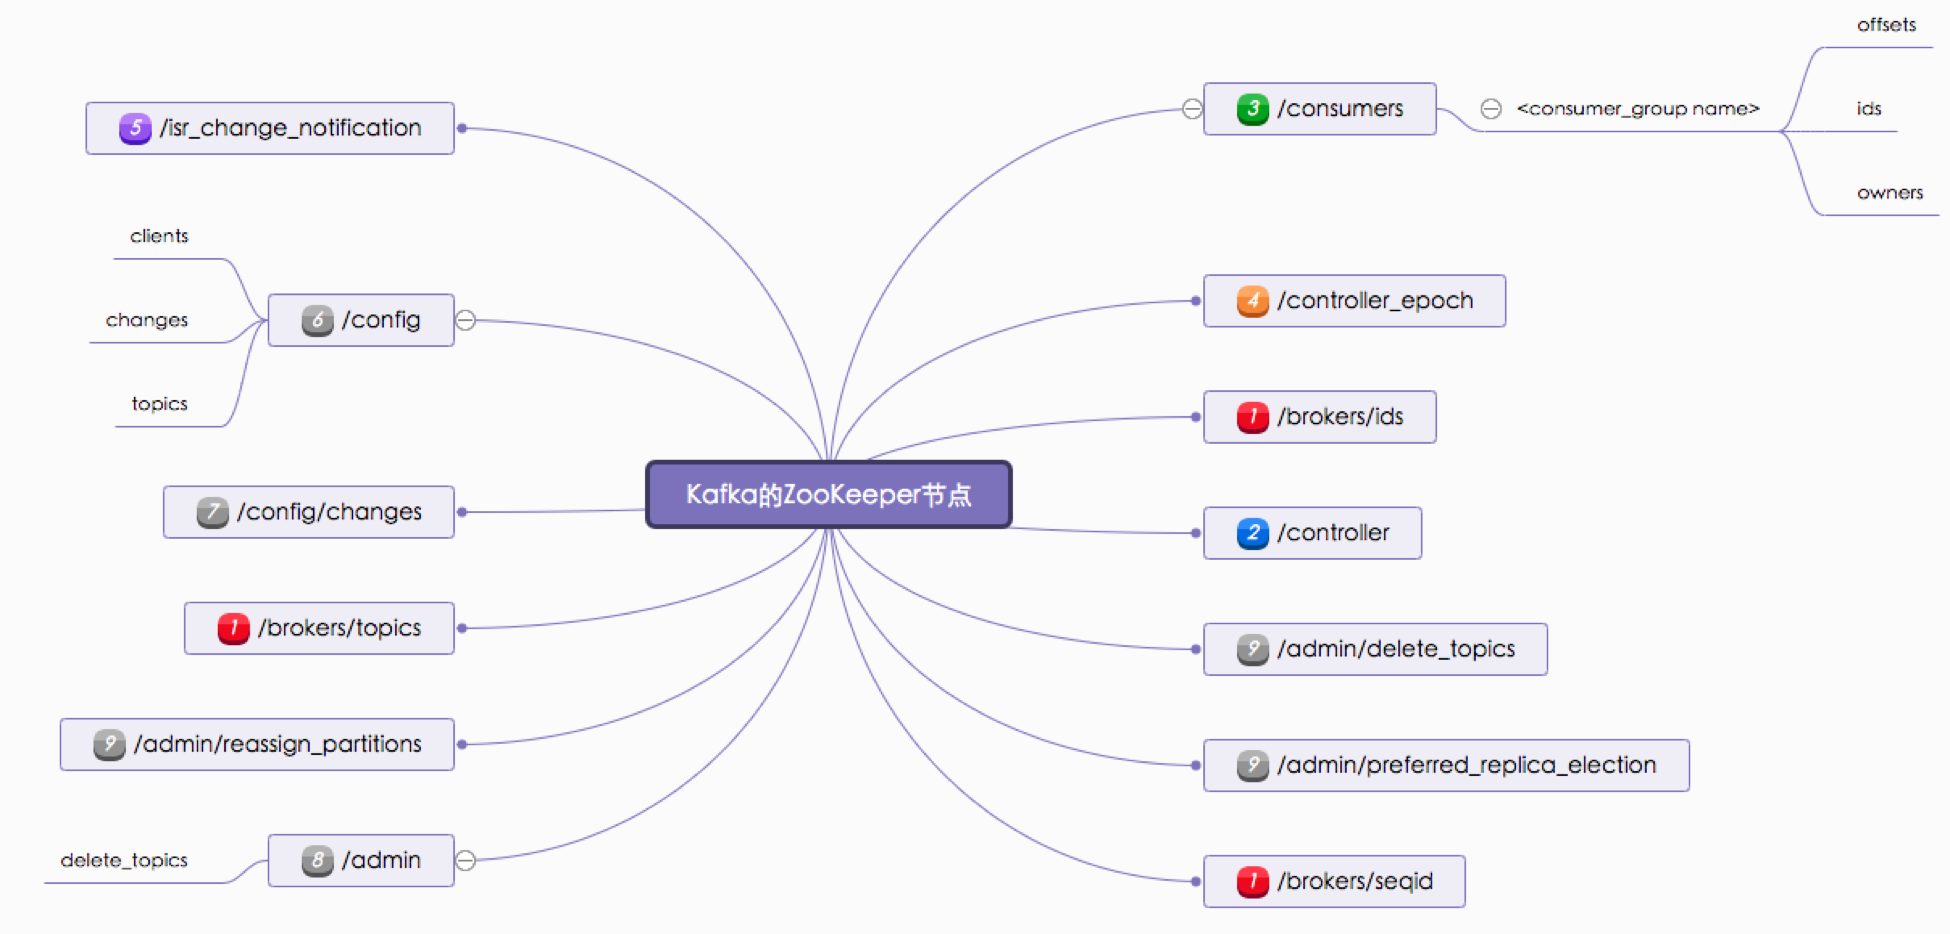 Kafka的ZooKeeper节点
3 /consumers
<consumer_group name>
offsets
ids
owners
4 /controller_epoch
1 /brokers/ids
2 /controller
9 /admin/delete_topics
9 /admin/preferred_replica_election
1 /brokers/seqid
5 /isr_change_notification
6 /config
clients
changes
topics
7 /config/changes
1 /brokers/topics
9 /admin/reassign_partitions
8 /admin
delete_topics